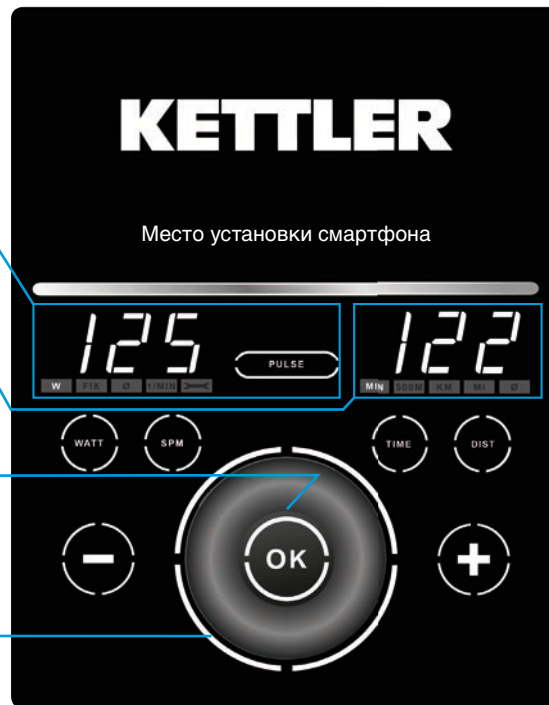 KETTLER
Место установки смартфона
125 PULSE 122
W FIX Ø 1/MIN MIN 500M KM MI Ø
WATT SPM TIME DIST
- OK +